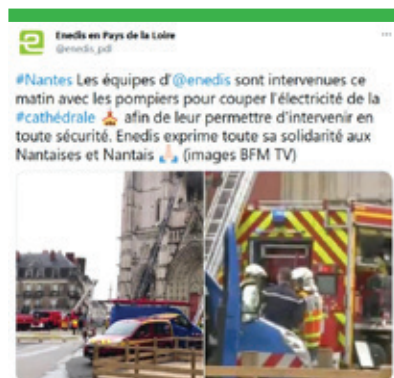 Enedis en Pays de la Loire
@enedis_pdl
#Nantes Les équipes d'@enedis sont intervenues ce
matin avec les pompiers pour couper l'électricité de la
#cathédrale afin de leur permettre d'intervenir en
toute sécurité. Enedis exprime toute sa solidarité aux
Nantaises et Nantais (images BFM TV)